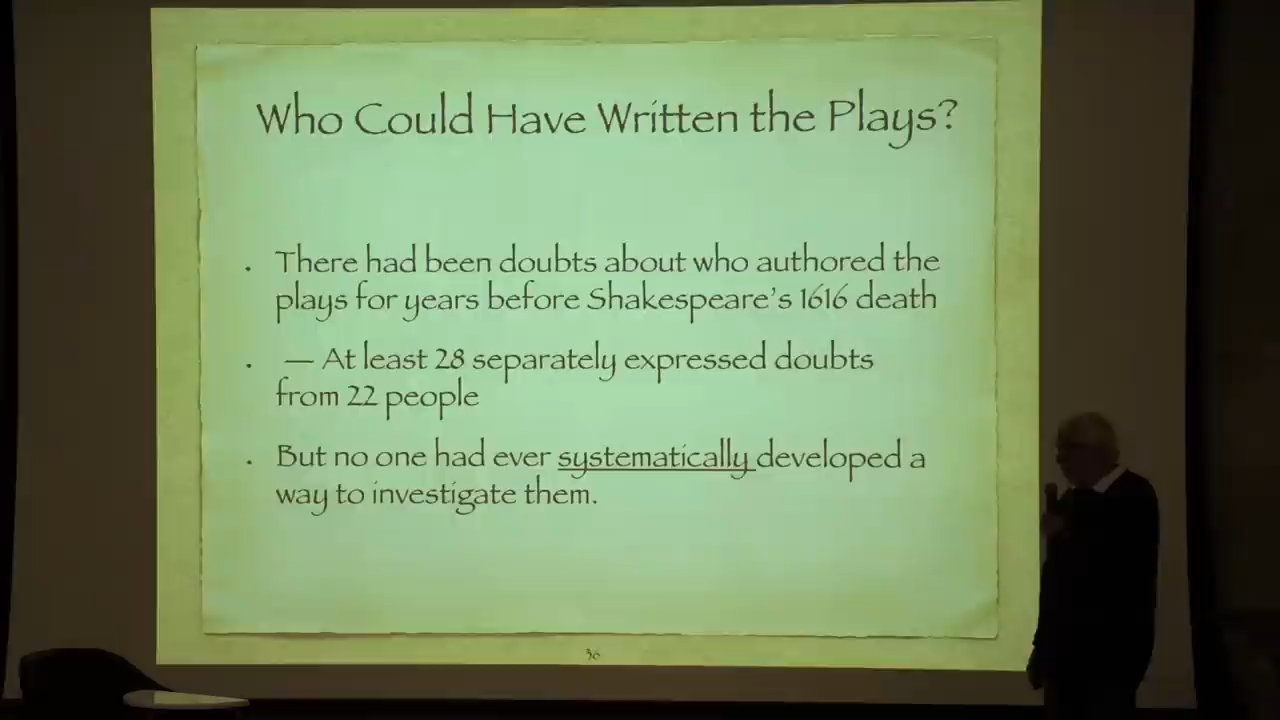 Who Could Have Written the Plays?
. There had been doubts about who authored the
plays for years before Shakespeare's 1616 death
. — At least 28 separately expressed doubts
from 22 people
. But no one had ever systematically developed a
way to investigate them.
36